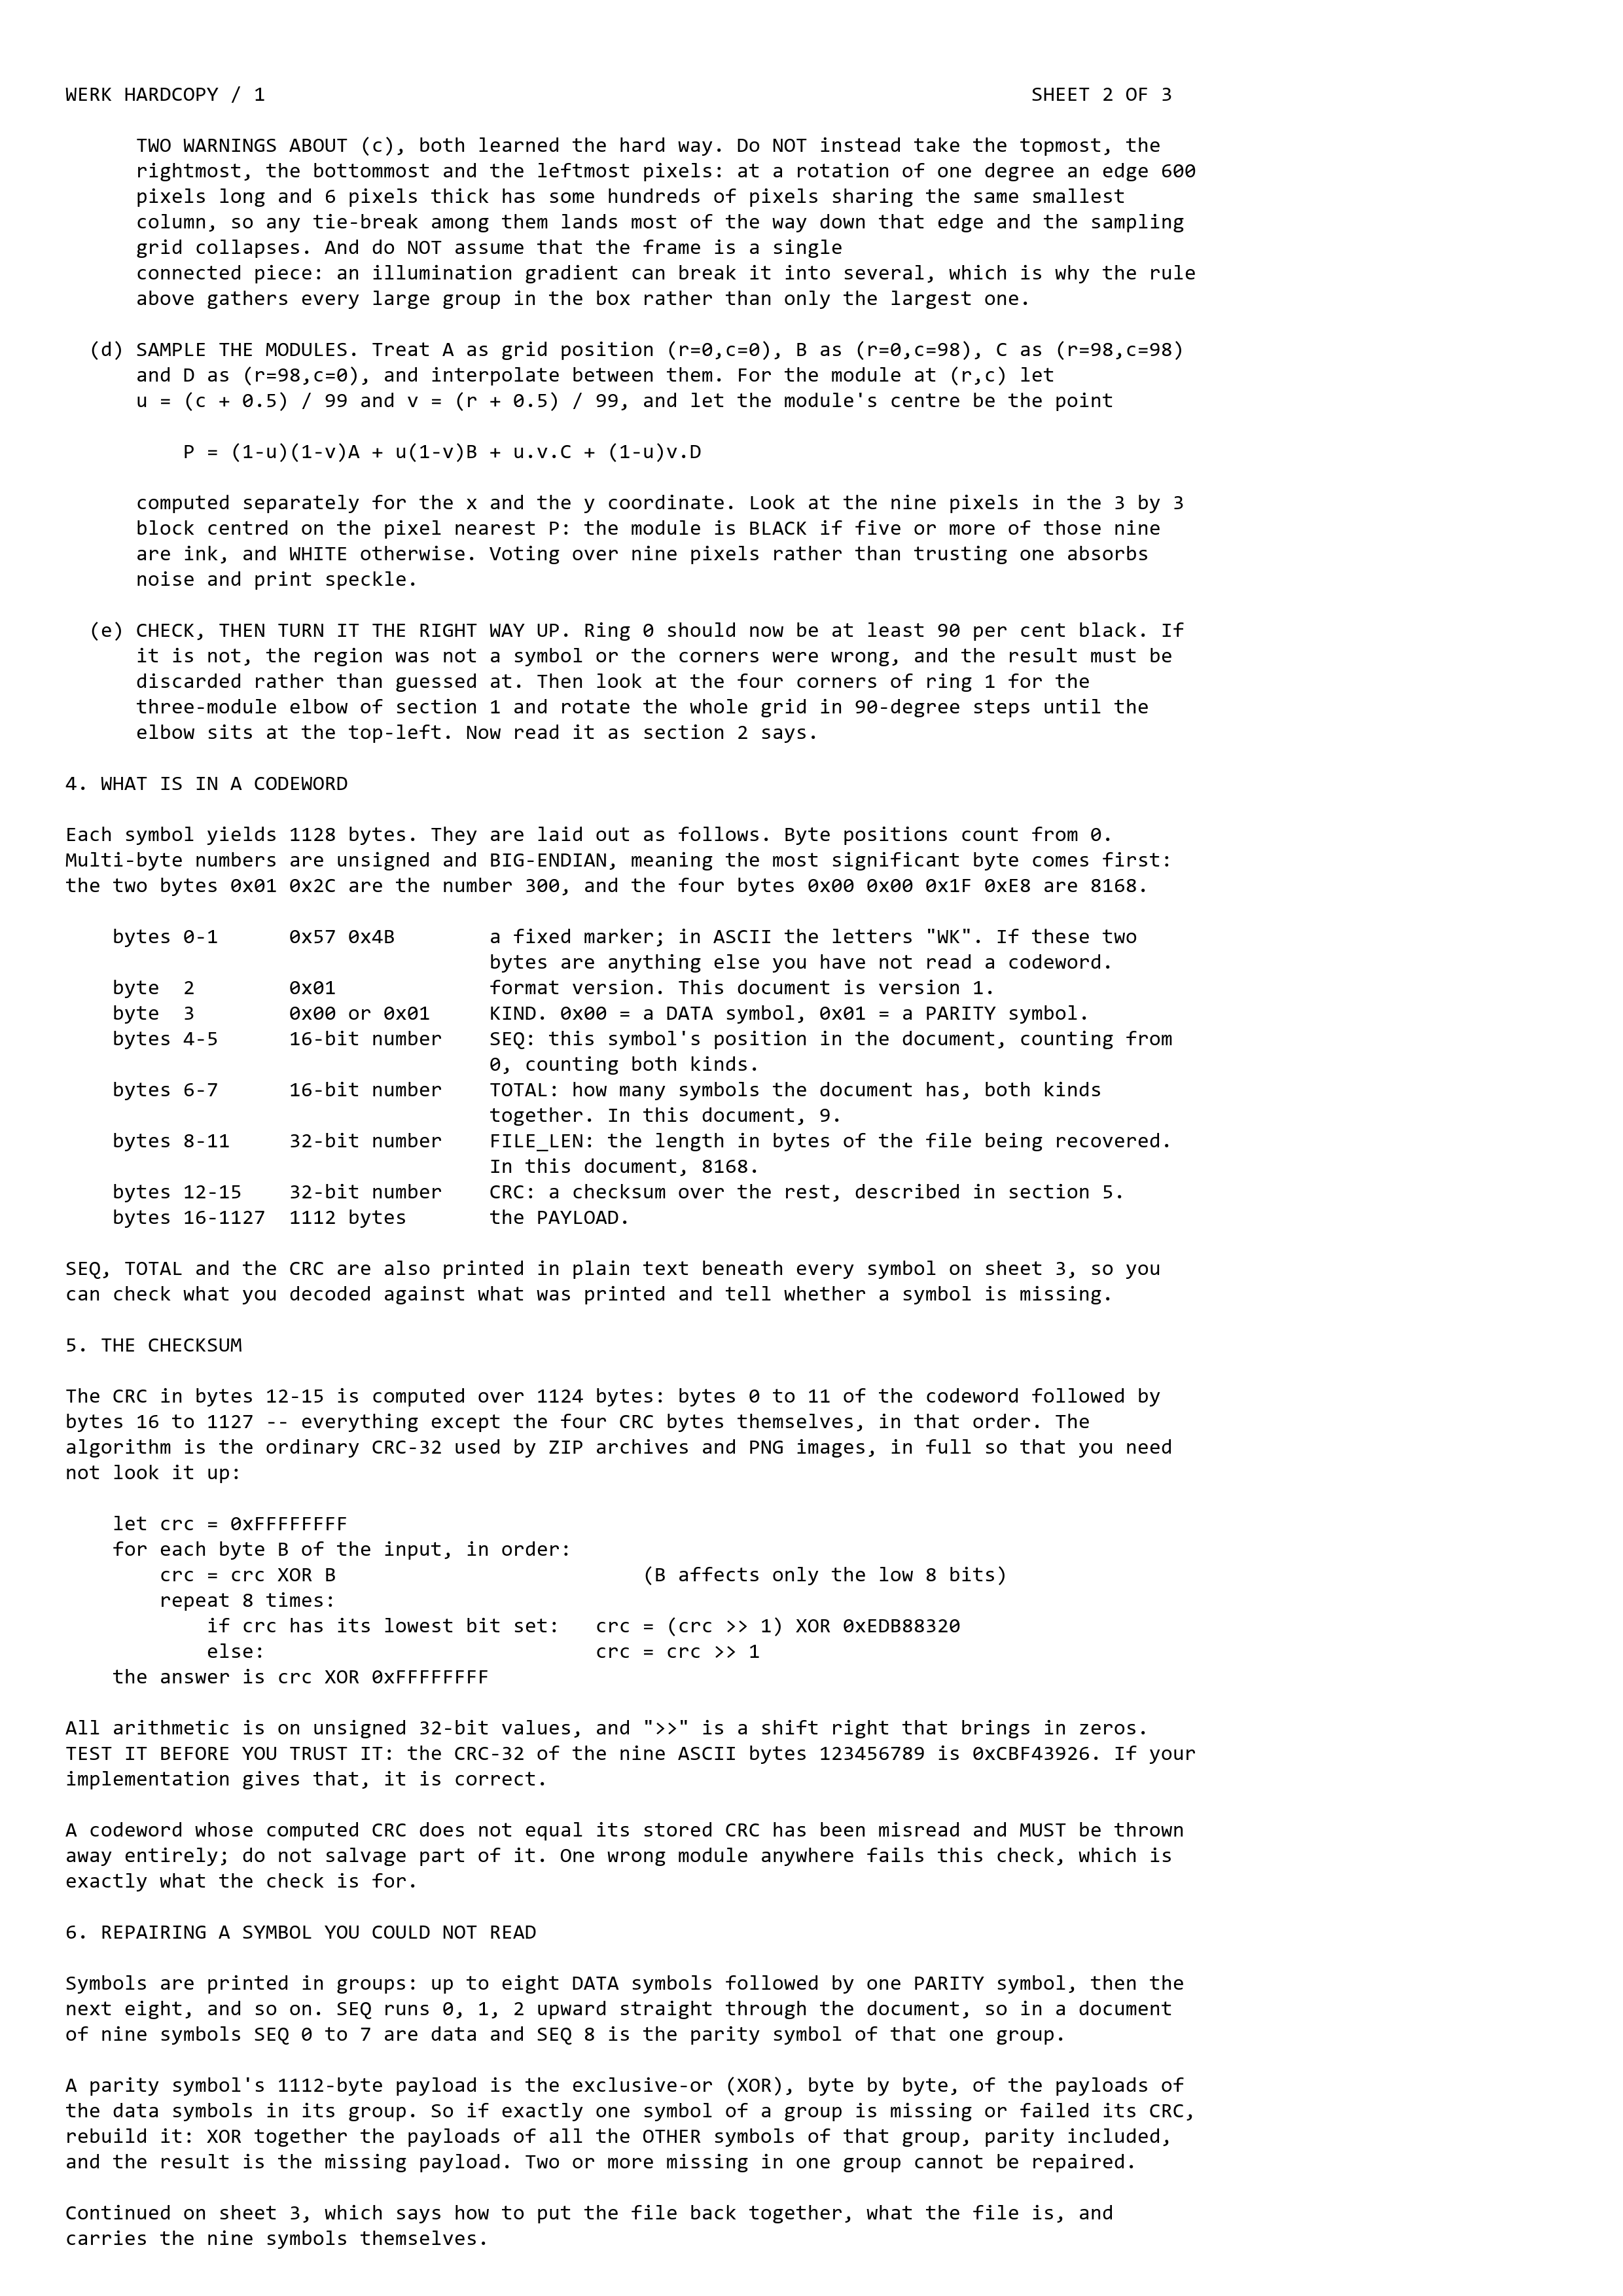 WERK HARDCOPY / 1 SHEET 2 OF 3
TWO WARNINGS ABOUT (c), both learned the hard way. Do NOT instead take the topmost, the
rightmost, the bottommost and the leftmost pixels: at a rotation of one degree an edge 600
pixels long and 6 pixels thick has some hundreds of pixels sharing the same smallest
column, so any tie-break among them lands most of the way down that edge and the sampling
grid collapses. And do NOT assume that the frame is a single
connected piece: an illumination gradient can break it into several, which is why the rule
above gathers every large group in the box rather than only the largest one.
(d) SAMPLE THE MODULES. Treat A as grid position (r=0,c=0), B as (r=0,c=98), C as (r=98,c=98)
and D as (r=98,c=0), and interpolate between them. For the module at (r,c) let
u = (c + 0.5) / 99 and v = (r + 0.5) / 99, and let the module's centre be the point
P = (1-u)(1-v)A + u(1-v)B + u.v.C + (1-u)v.D
computed separately for the x and the y coordinate. Look at the nine pixels in the 3 by 3
block centred on the pixel nearest P: the module is BLACK if five or more of those nine
are ink, and WHITE otherwise. Voting over nine pixels rather than trusting one absorbs
noise and print speckle.
(e) CHECK, THEN TURN IT THE RIGHT WAY UP. Ring 0 should now be at least 90 per cent black. If
it is not, the region was not a symbol or the corners were wrong, and the result must be
discarded rather than guessed at. Then look at the four corners of ring 1 for the
three-module elbow of section 1 and rotate the whole grid in 90-degree steps until the
elbow sits at the top-left. Now read it as section 2 says.
4. WHAT IS IN A CODEWORD
Each symbol yields 1128 bytes. They are laid out as follows. Byte positions count from 0.
Multi-byte numbers are unsigned and BIG-ENDIAN, meaning the most significant byte comes first:
the two bytes 0x01 0x2C are the number 300, and the four bytes 0x00 0x00 0x1F 0xE8 are 8168.
bytes 0-1 0x57 0x4B a fixed marker; in ASCII the letters "WK". If these two
bytes are anything else you have not read a codeword.
byte 2 0x01 format version. This document is version 1.
byte 3 0x00 or 0x01 KIND. 0x00 = a DATA symbol, 0x01 = a PARITY symbol.
bytes 4-5 16-bit number SEQ: this symbol's position in the document, counting from
0, counting both kinds.
bytes 6-7 16-bit number TOTAL: how many symbols the document has, both kinds
together. In this document, 9.
bytes 8-11 32-bit number FILE_LEN: the length in bytes of the file being recovered.
In this document, 8168.
bytes 12-15 32-bit number CRC: a checksum over the rest, described in section 5.
bytes 16-1127 1112 bytes the PAYLOAD.
SEQ, TOTAL and the CRC are also printed in plain text beneath every symbol on sheet 3, so you
can check what you decoded against what was printed and tell whether a symbol is missing.
5. THE CHECKSUM
The CRC in bytes 12-15 is computed over 1124 bytes: bytes 0 to 11 of the codeword followed by
bytes 16 to 1127 -- everything except the four CRC bytes themselves, in that order. The
algorithm is the ordinary CRC-32 used by ZIP archives and PNG images, in full so that you need
not look it up:
let crc = 0xFFFFFFFF
for each byte B of the input, in order:
crc = crc XOR B (B affects only the low 8 bits)
repeat 8 times:
if crc has its lowest bit set: crc = (crc >> 1) XOR 0xEDB88320
else: crc = crc >> 1
the answer is crc XOR 0xFFFFFFFF
All arithmetic is on unsigned 32-bit values, and ">>" is a shift right that brings in zeros.
TEST IT BEFORE YOU TRUST IT: the CRC-32 of the nine ASCII bytes 123456789 is 0xCBF43926. If your
implementation gives that, it is correct.
A codeword whose computed CRC does not equal its stored CRC has been misread and MUST be thrown
away entirely; do not salvage part of it. One wrong module anywhere fails this check, which is
exactly what the check is for.
6. REPAIRING A SYMBOL YOU COULD NOT READ
Symbols are printed in groups: up to eight DATA symbols followed by one PARITY symbol, then the
next eight, and so on. SEQ runs 0, 1, 2 upward straight through the document, so in a document
of nine symbols SEQ 0 to 7 are data and SEQ 8 is the parity symbol of that one group.
A parity symbol's 1112-byte payload is the exclusive-or (XOR), byte by byte, of the payloads of
the data symbols in its group. So if exactly one symbol of a group is missing or failed its CRC,
rebuild it: XOR together the payloads of all the OTHER symbols of that group, parity included,
and the result is the missing payload. Two or more missing in one group cannot be repaired.
Continued on sheet 3, which says how to put the file back together, what the file is, and
carries the nine symbols themselves.